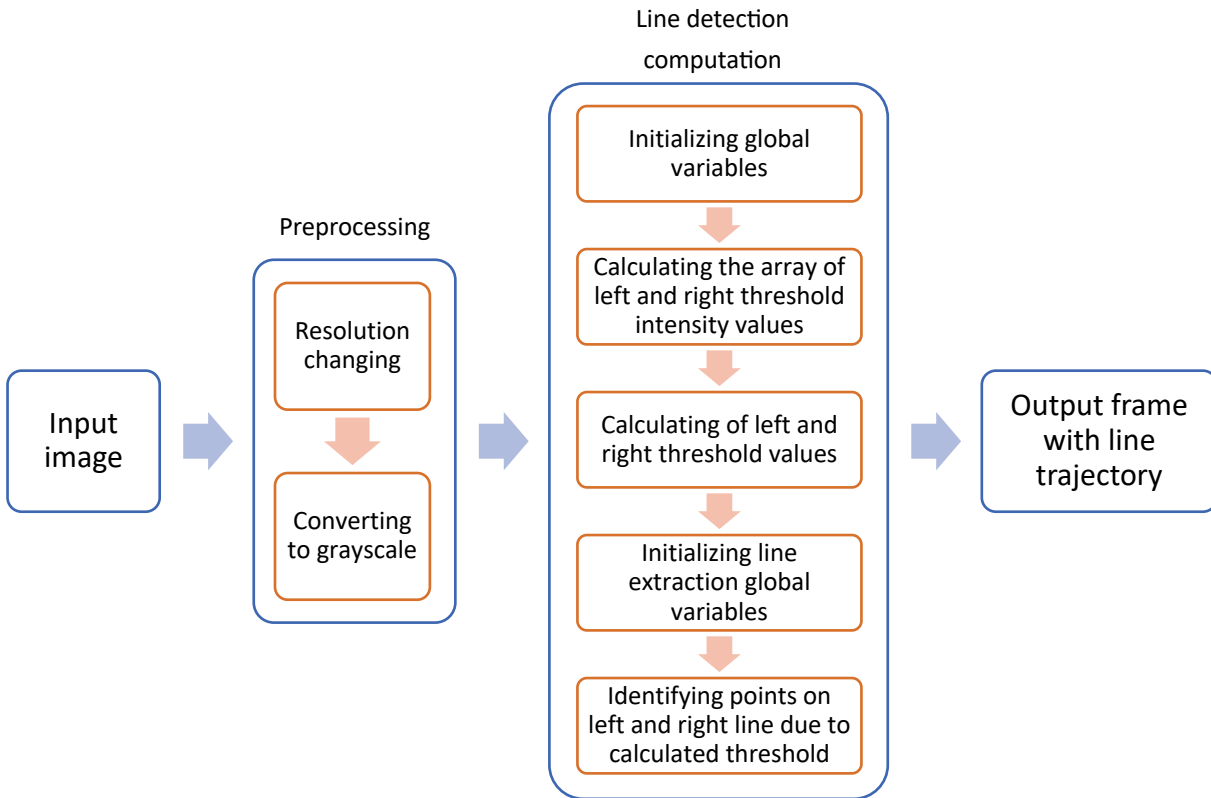 Input
image
Preprocessing
Resolution
changing
Converting
to grayscale
Line detection
computation
Initializing global
variables
Calculating the array of
left and right threshold
intensity values
Calculating of left and
right threshold values
Initializing line
extraction global
variables
Identifying points on
left and right line due to
calculated threshold
Output frame
with line
trajectory